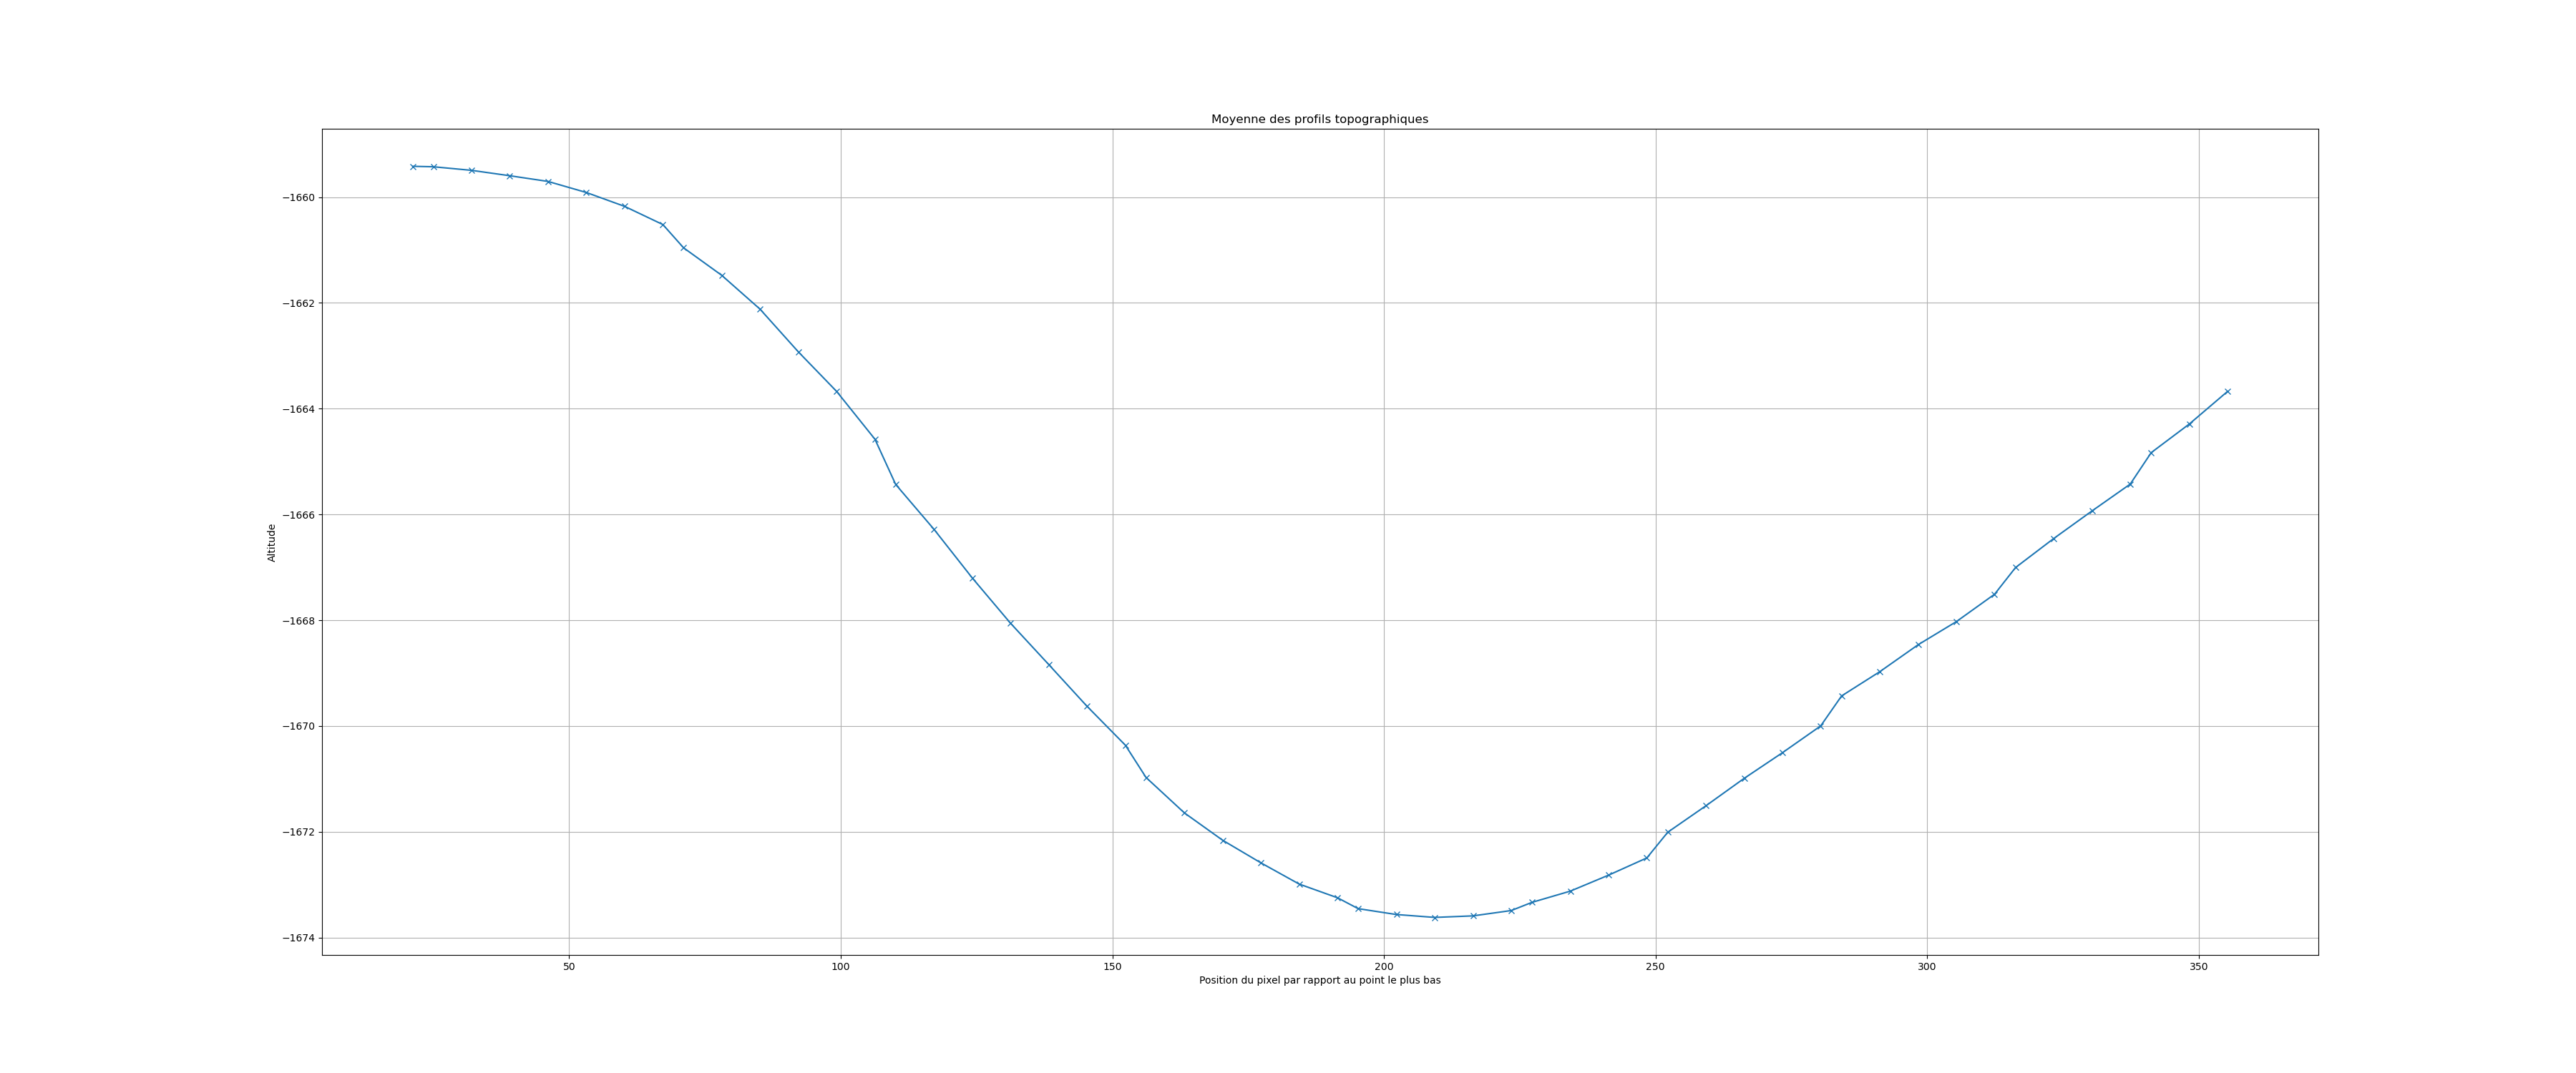 Moyenne des profils topographiques
−1660
−1662
−1664
−1666
−1668
−1670
−1672
−1674
Altitude
50 100 150 200 250 300 350
Position du pixel par rapport au point le plus bas